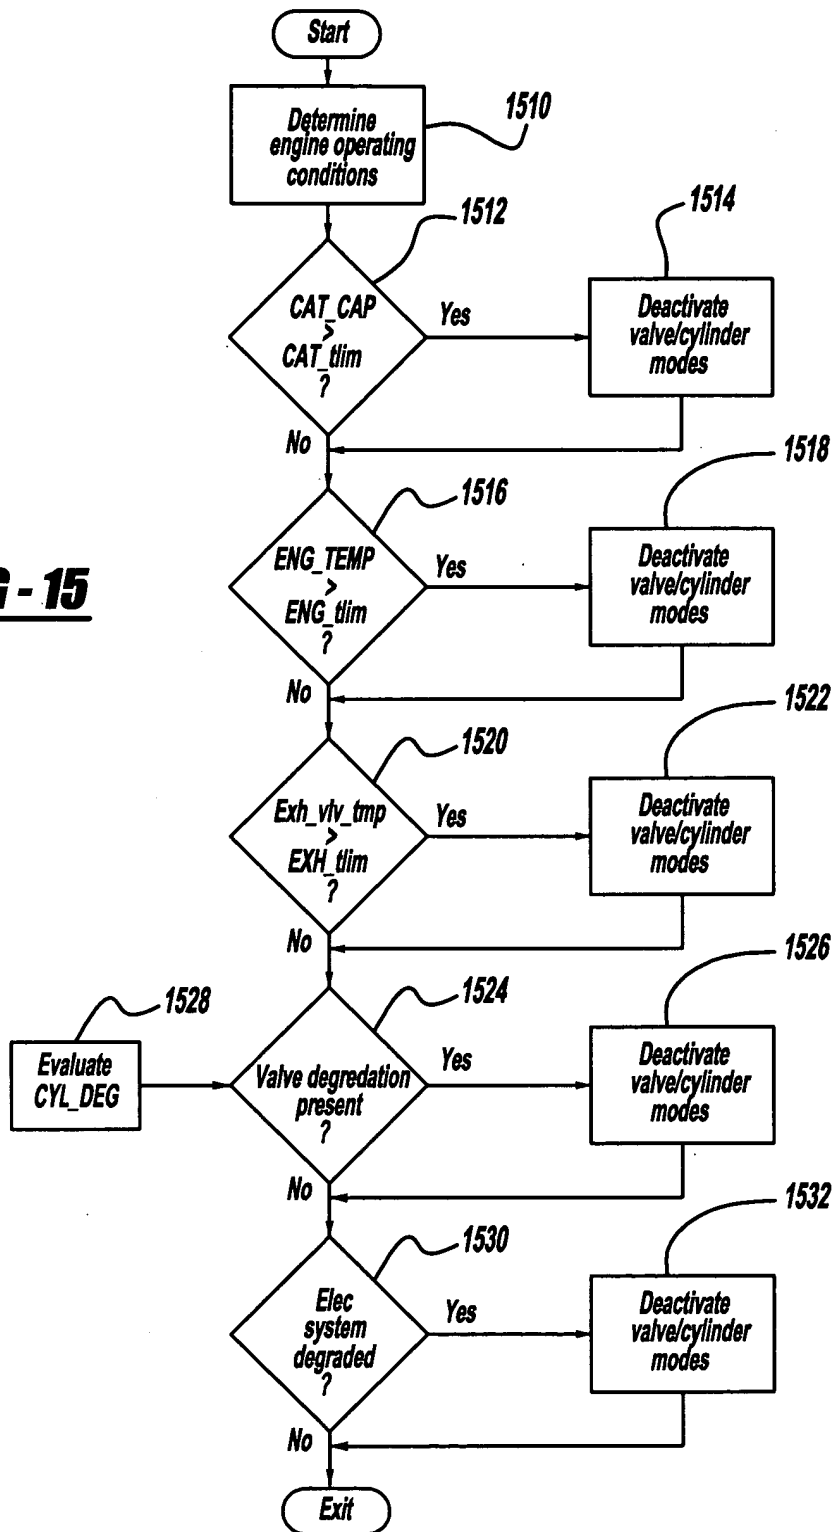 Start
Determine
engine operating
conditions
1510
1512
CAT_CAP
>
CAT_tlim
?
Yes
1514
Deactivate
valve/cylinder
modes
No
1516
ENG_TEMP
>
ENG_tlim
?
Yes
1518
Deactivate
valve/cylinder
modes
G - 15
No
1520
Exh_vlv_tmp
>
EXH_tlim
?
Yes
1522
Deactivate
valve/cylinder
modes
No
1528
Evaluate
CYL_DEG
1524
Valve degredation
present
?
Yes
1526
Deactivate
valve/cylinder
modes
No
1530
Elec
system
degraded
?
Yes
1532
Deactivate
valve/cylinder
modes
No
Exit